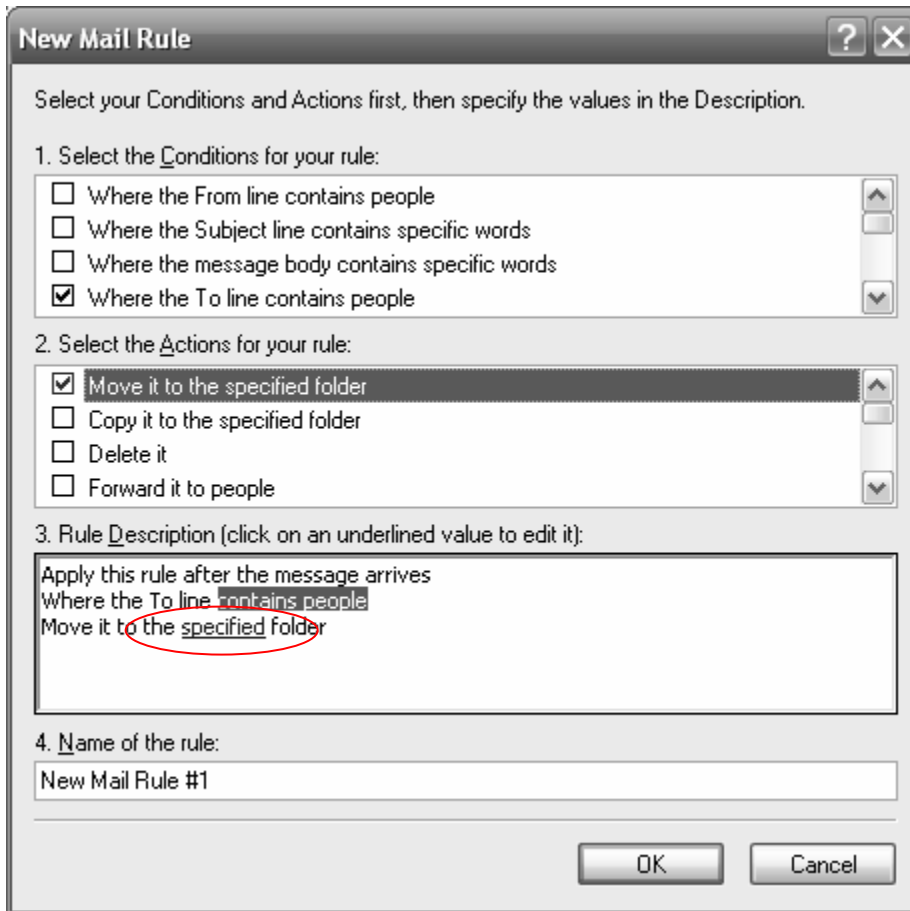 New Mail Rule
Select your Conditions and Actions first, then specify the values in the Description.
1. Select the Conditions for your rule:
Where the From line contains people
Where the Subject line contains specific words
Where the message body contains specific words
Where the To line contains people
2. Select the Actions for your rule:
Move it to the specified folder
Copy it to the specified folder
Delete it
Forward it to people
3. Rule Description (click on an underlined value to edit it):
Apply this rule after the message arrives
Where the To line contains people
Move it to the specified folder
4. Name of the rule:
New Mail Rule #1
OK Cancel